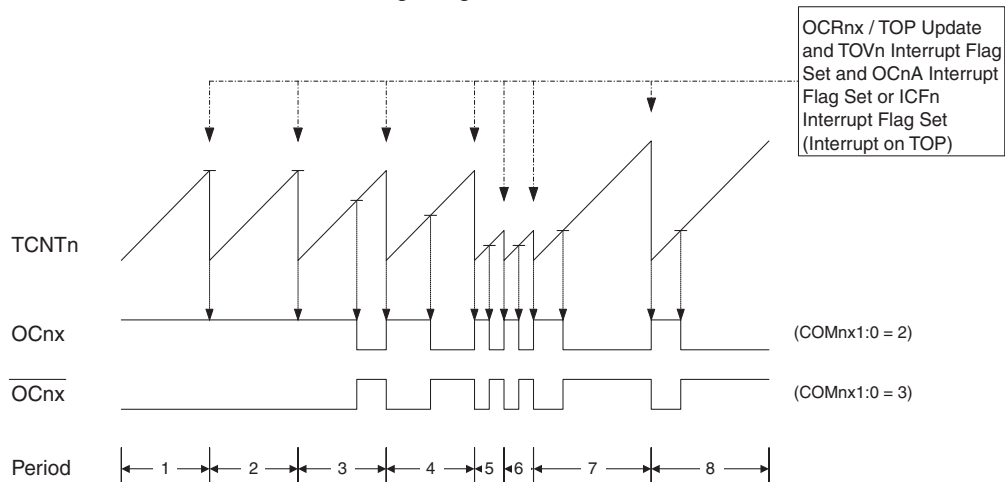 OCRnx / TOP Update
and TOVn Interrupt Flag
Set and OCnA Interrupt
Flag Set or ICFn
Interrupt Flag Set
(Interrupt on TOP)
TCNTn
OCnx
(COMnx1:0 = 2)
OCnx
(COMnx1:0 = 3)
Period
1 2 3 4 5 6 7 8